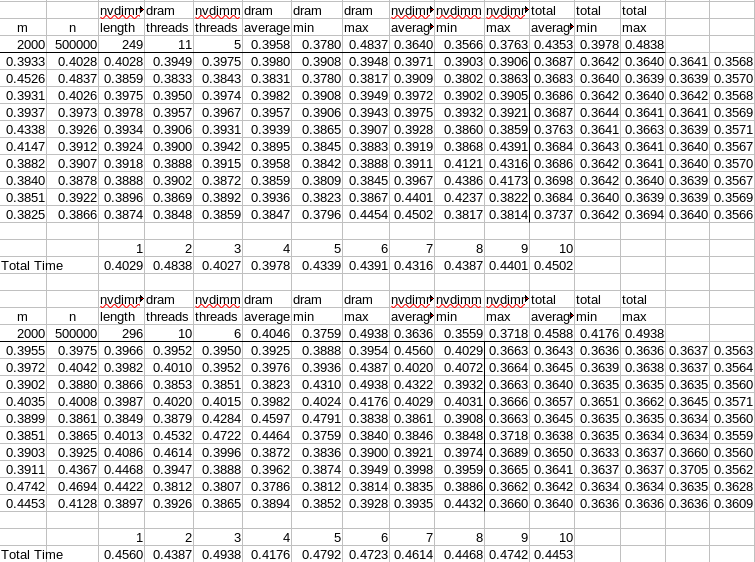 nvdimm dram nvdimm dram dram dram nvdimm nvdimm nvdimm total total total
m n length threads threads average min max average min max average min max
2000 500000 249 11 5 0.3958 0.3780 0.4837 0.3640 0.3566 0.3763 0.4353 0.3978 0.4838
0.3933 0.4028 0.4028 0.3949 0.3975 0.3980 0.3908 0.3948 0.3971 0.3903 0.3906 0.3687 0.3642 0.3640 0.3641 0.3568
0.4526 0.4837 0.3859 0.3833 0.3843 0.3831 0.3780 0.3817 0.3909 0.3802 0.3863 0.3683 0.3640 0.3639 0.3639 0.3570
0.3931 0.4026 0.3975 0.3950 0.3974 0.3982 0.3908 0.3949 0.3972 0.3902 0.3905 0.3686 0.3642 0.3640 0.3642 0.3568
0.3937 0.3973 0.3978 0.3957 0.3967 0.3957 0.3906 0.3943 0.3975 0.3932 0.3921 0.3687 0.3644 0.3641 0.3641 0.3569
0.4338 0.3926 0.3934 0.3906 0.3931 0.3939 0.3865 0.3907 0.3928 0.3860 0.3859 0.3763 0.3641 0.3663 0.3639 0.3571
0.4147 0.3912 0.3924 0.3900 0.3942 0.3895 0.3845 0.3883 0.3919 0.3868 0.4391 0.3684 0.3643 0.3641 0.3640 0.3567
0.3882 0.3907 0.3918 0.3888 0.3915 0.3958 0.3842 0.3888 0.3911 0.4121 0.4316 0.3686 0.3642 0.3641 0.3640 0.3570
0.3840 0.3878 0.3888 0.3902 0.3872 0.3859 0.3809 0.3845 0.3967 0.4386 0.4173 0.3698 0.3642 0.3640 0.3639 0.3567
0.3851 0.3922 0.3896 0.3869 0.3892 0.3936 0.3823 0.3867 0.4401 0.4237 0.3822 0.3684 0.3640 0.3639 0.3639 0.3569
0.3825 0.3866 0.3874 0.3848 0.3859 0.3847 0.3796 0.4454 0.4502 0.3817 0.3814 0.3737 0.3642 0.3694 0.3640 0.3566
1 2 3 4 5 6 7 8 9 10
Total Time 0.4029 0.4838 0.4027 0.3978 0.4339 0.4391 0.4316 0.4387 0.4401 0.4502
nvdimm dram nvdimm dram dram dram nvdimm nvdimm nvdimm total total total
m n length threads threads average min max average min max average min max
2000 500000 296 10 6 0.4046 0.3759 0.4938 0.3636 0.3559 0.3718 0.4588 0.4176 0.4938
0.3955 0.3975 0.3966 0.3952 0.3950 0.3925 0.3888 0.3954 0.4560 0.4029 0.3663 0.3643 0.3636 0.3636 0.3637 0.3563
0.3972 0.4042 0.3982 0.4010 0.3952 0.3976 0.3936 0.4387 0.4020 0.4072 0.3664 0.3645 0.3639 0.3638 0.3637 0.3564
0.3902 0.3880 0.3866 0.3853 0.3851 0.3823 0.4310 0.4938 0.4322 0.3932 0.3663 0.3640 0.3635 0.3635 0.3635 0.3560
0.4035 0.4008 0.3987 0.4020 0.4015 0.3982 0.4024 0.4176 0.4029 0.4031 0.3666 0.3657 0.3651 0.3662 0.3645 0.3571
0.3899 0.3861 0.3849 0.3879 0.4284 0.4597 0.4791 0.3838 0.3861 0.3908 0.3663 0.3645 0.3635 0.3635 0.3634 0.3560
0.3851 0.3865 0.4013 0.4532 0.4722 0.4464 0.3759 0.3840 0.3846 0.3848 0.3718 0.3638 0.3635 0.3634 0.3634 0.3559
0.3903 0.3925 0.4086 0.4614 0.3996 0.3872 0.3836 0.3900 0.3921 0.3974 0.3689 0.3650 0.3633 0.3637 0.3660 0.3560
0.3911 0.4367 0.4468 0.3947 0.3888 0.3962 0.3874 0.3949 0.3998 0.3959 0.3665 0.3641 0.3637 0.3637 0.3705 0.3562
0.4742 0.4694 0.4422 0.3812 0.3807 0.3786 0.3812 0.3814 0.3835 0.3886 0.3662 0.3642 0.3634 0.3634 0.3635 0.3628
0.4453 0.4128 0.3897 0.3926 0.3865 0.3894 0.3852 0.3928 0.3935 0.4432 0.3660 0.3640 0.3636 0.3636 0.3636 0.3609
1 2 3 4 5 6 7 8 9 10
Total Time 0.4560 0.4387 0.4938 0.4176 0.4792 0.4723 0.4614 0.4468 0.4742 0.4453